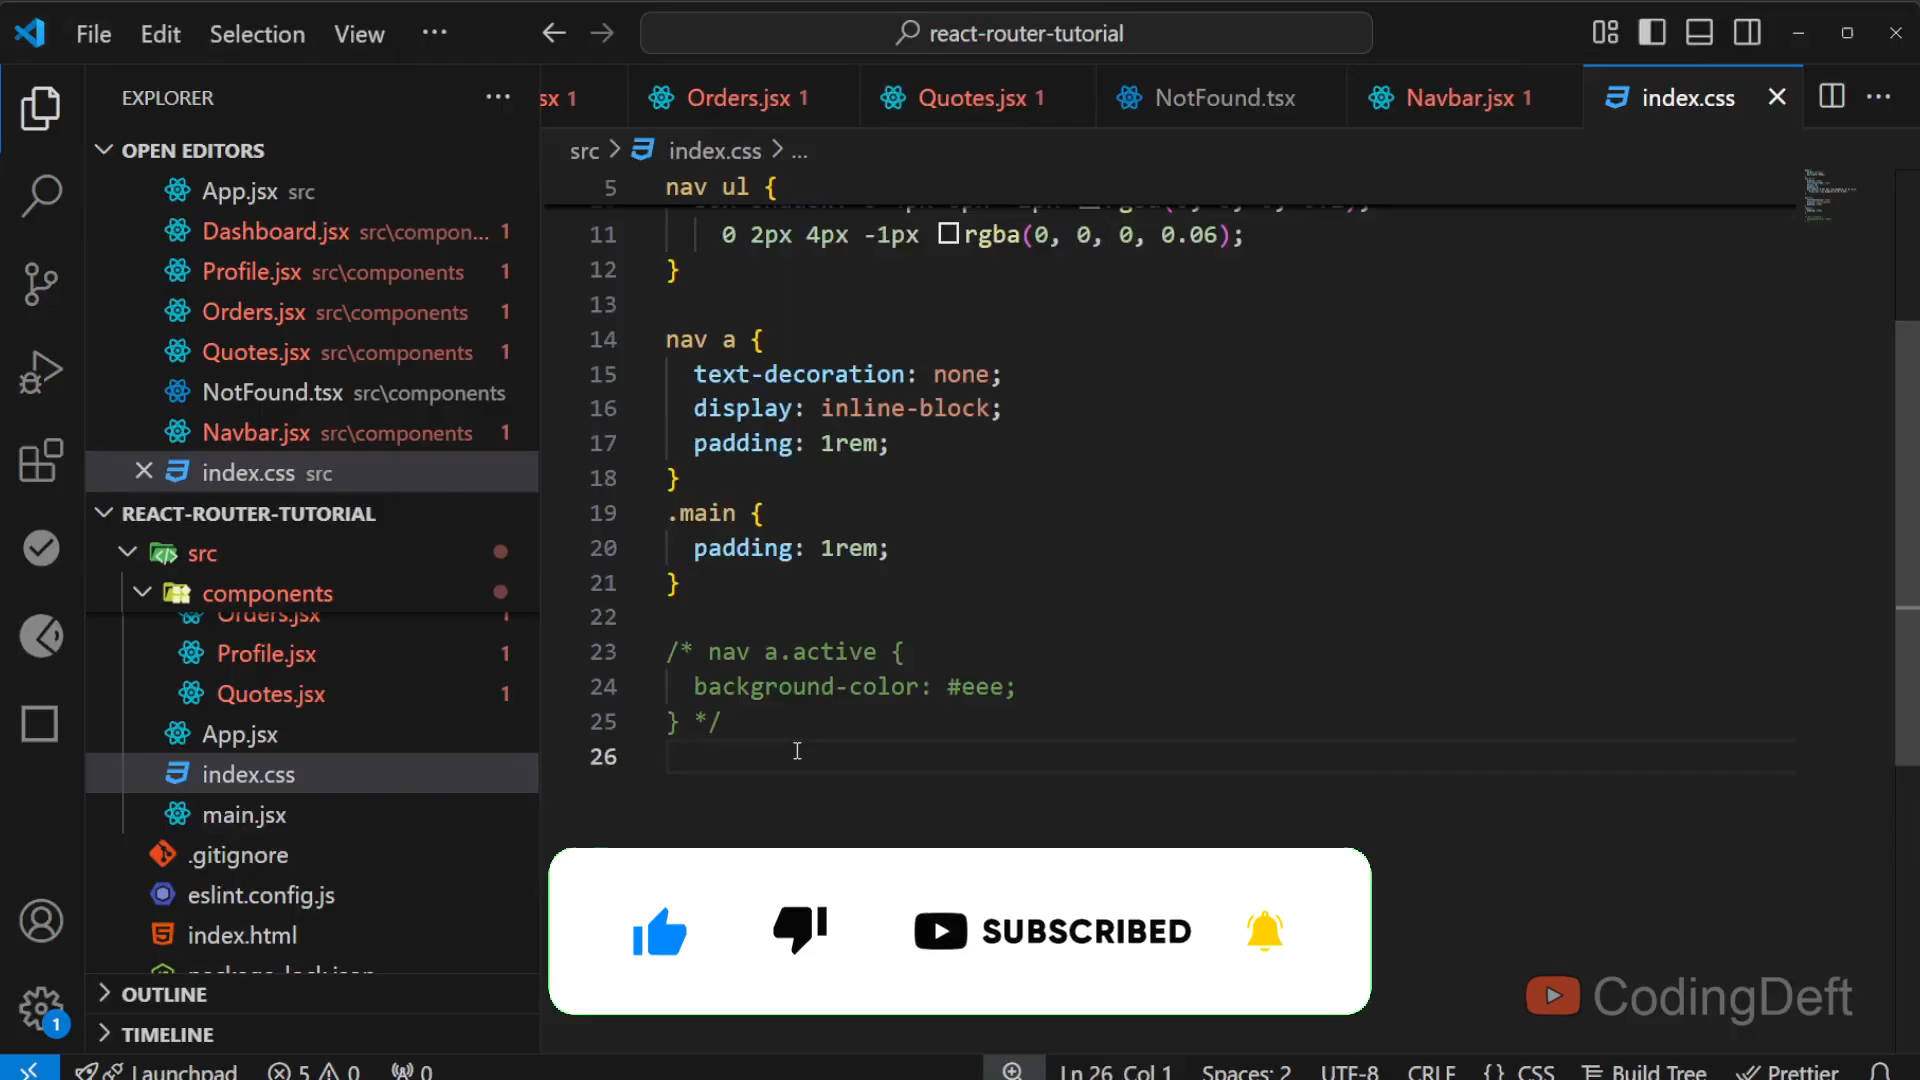 File Edit Selection View ...
react-router-tutorial
EXPLORER
sx 1
Orders.jsx 1
Quotes.jsx 1
NotFound.tsx
Navbar.jsx 1
index.css
OPEN EDITORS
App.jsx src
Dashboard.jsx src\compon... 1
Profile.jsx src\components 1
Orders.jsx src\components 1
Quotes.jsx src\components 1
NotFound.tsx src\components
Navbar.jsx src\components 1
index.css src
REACT-ROUTER-TUTORIAL
src
components
Orders.jsx 1
Profile.jsx 1
Quotes.jsx 1
App.jsx
index.css
main.jsx
.gitignore
eslint.config.js
index.html
package-lock.json
OUTLINE
TIMELINE
src > index.css > ...
5 nav ul {
11 0 2px 4px -1px rgba(0, 0, 0, 0.06);
12 }
13
14 nav a {
15 text-decoration: none;
16 display: inline-block;
17 padding: 1rem;
18 }
19 .main {
20 padding: 1rem;
21 }
22
23 /* nav a.active {
24 background-color: #eee;
25 } */
26
SUBSCRIBED
CodingDeft
1
Launchpad 5 0 0
Ln 26, Col 1 Spaces: 2 UTF-8 CRLF {} CSS Build Tree Prettier